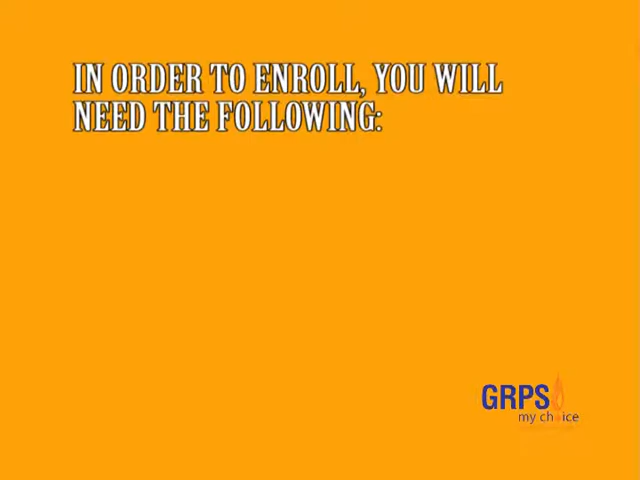 IN ORDER TO ENROLL, YOU WILL
NEED THE FOLLOWING:
GRPS
my choice